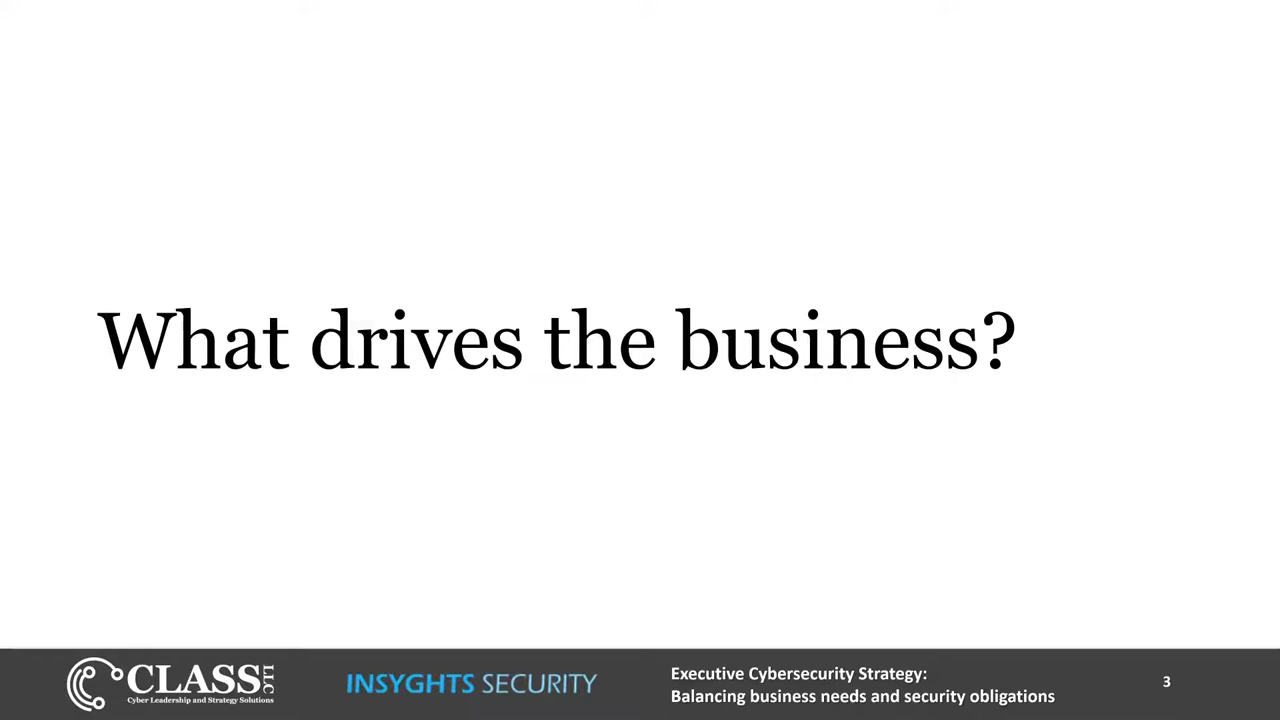 What drives the business?
CLASS LLC
Cyber Leadership and Strategy Solutions
INSYGHTS SECURITY
Executive Cybersecurity Strategy:
Balancing business needs and security obligations
3